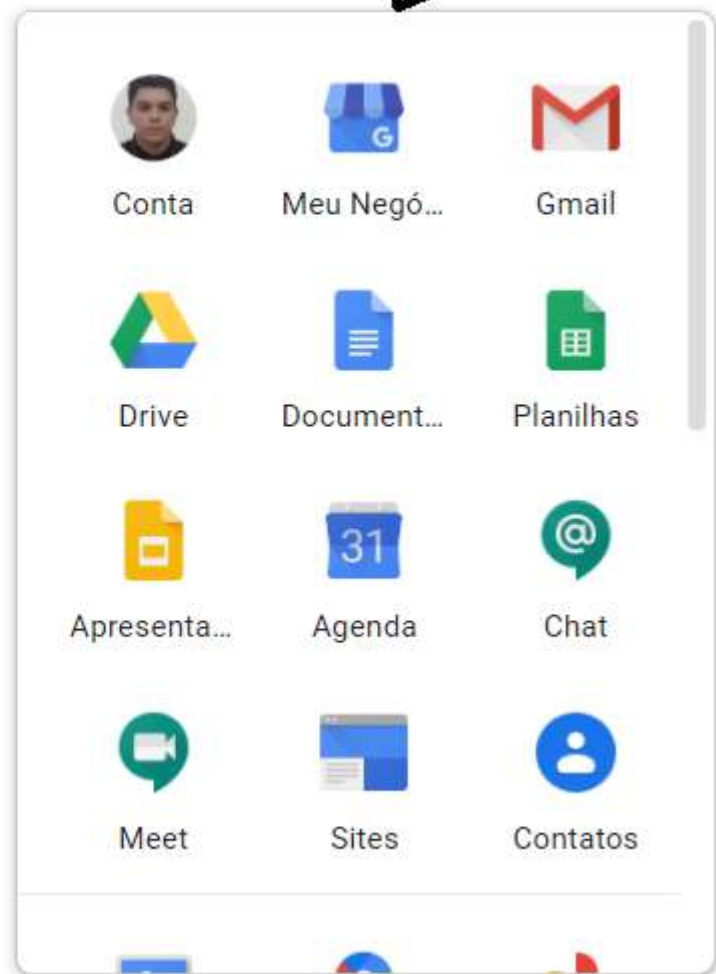 Conta Meu Negó... Gmail
G
Drive Document... Planilhas
31 @
Apresenta... Agenda Chat
Meet Sites Contatos